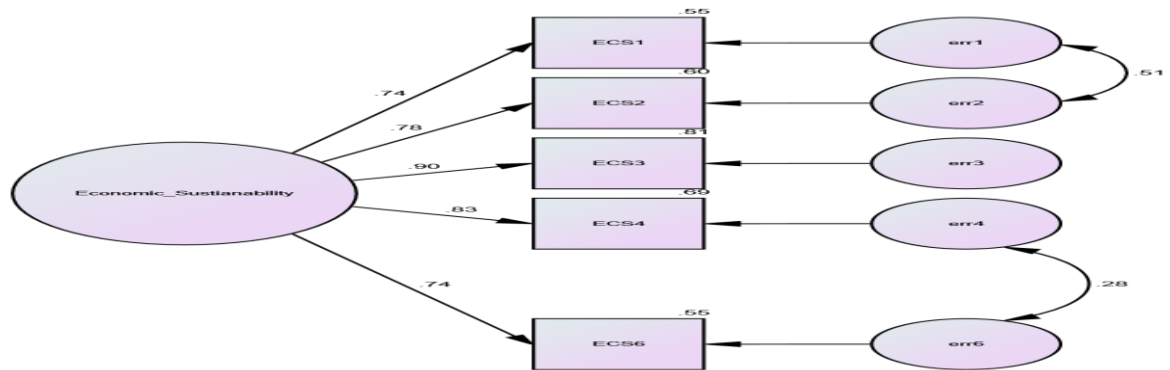 .55
ECS1
err1
.74
.51
.60
ECS2
err2
.78
.81
ECS3
err3
.90
Economic_Sustianability
.69
ECS4
err4
.83
.28
.74
.55
ECS6
err6